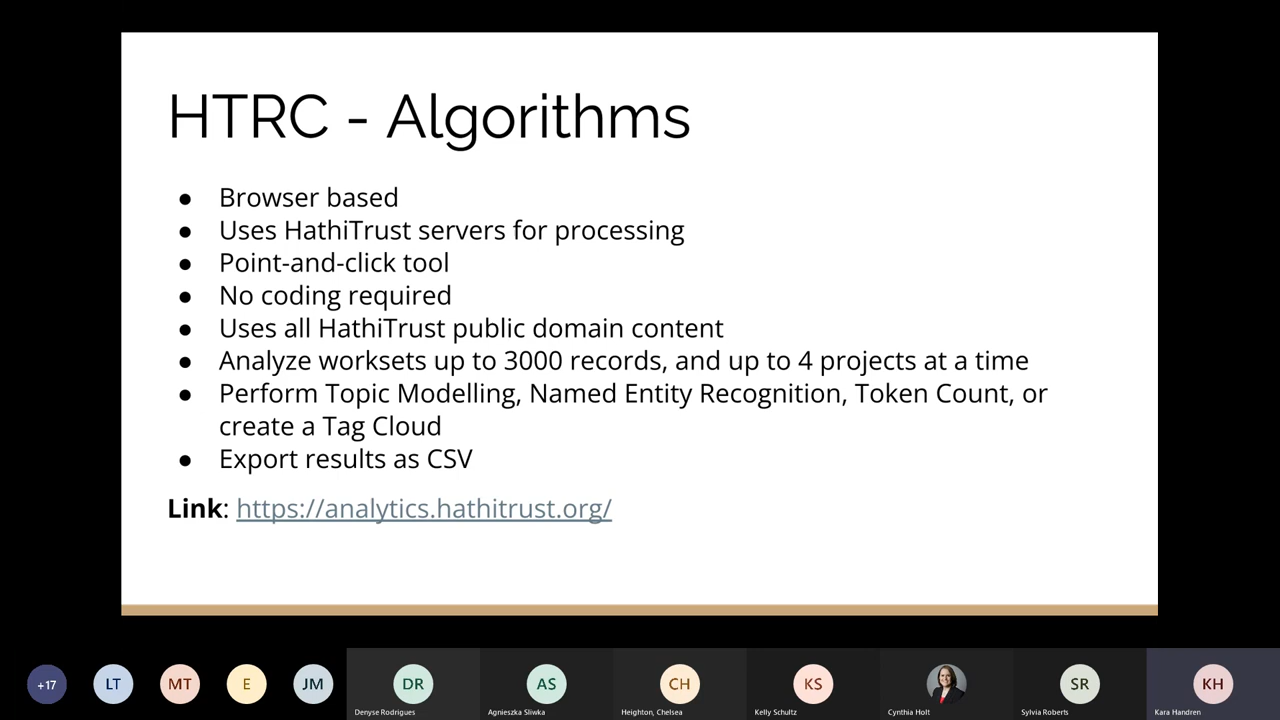 HTRC - Algorithms
● Browser based
● Uses HathiTrust servers for processing
● Point-and-click tool
● No coding required
● Uses all HathiTrust public domain content
● Analyze worksets up to 3000 records, and up to 4 projects at a time
● Perform Topic Modelling, Named Entity Recognition, Token Count, or
create a Tag Cloud
● Export results as CSV
Link: https://analytics.hathitrust.org/
+17 LT MT E JM DR AS CH KS SR KH
Denyse Rodrigues Agnieszka Sliwka Heighton, Chelsea Kelly Schultz Cynthia Holt Sylvia Roberts Kara Handren